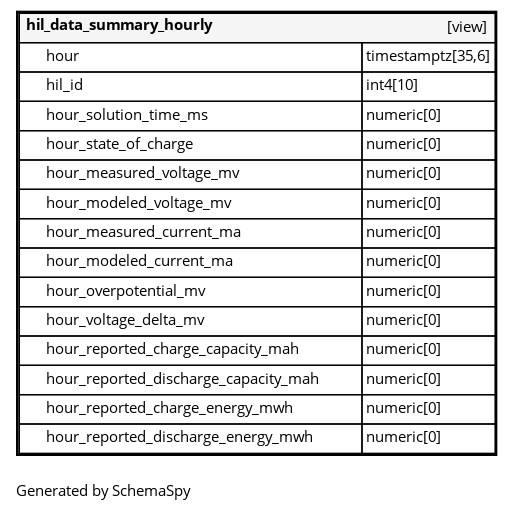 hil_data_summary_hourly [view]
hour timestamptz[35,6]
hil_id int4[10]
hour_solution_time_ms numeric[0]
hour_state_of_charge numeric[0]
hour_measured_voltage_mv numeric[0]
hour_modeled_voltage_mv numeric[0]
hour_measured_current_ma numeric[0]
hour_modeled_current_ma numeric[0]
hour_overpotential_mv numeric[0]
hour_voltage_delta_mv numeric[0]
hour_reported_charge_capacity_mah numeric[0]
hour_reported_discharge_capacity_mah numeric[0]
hour_reported_charge_energy_mwh numeric[0]
hour_reported_discharge_energy_mwh numeric[0]
Generated by SchemaSpy